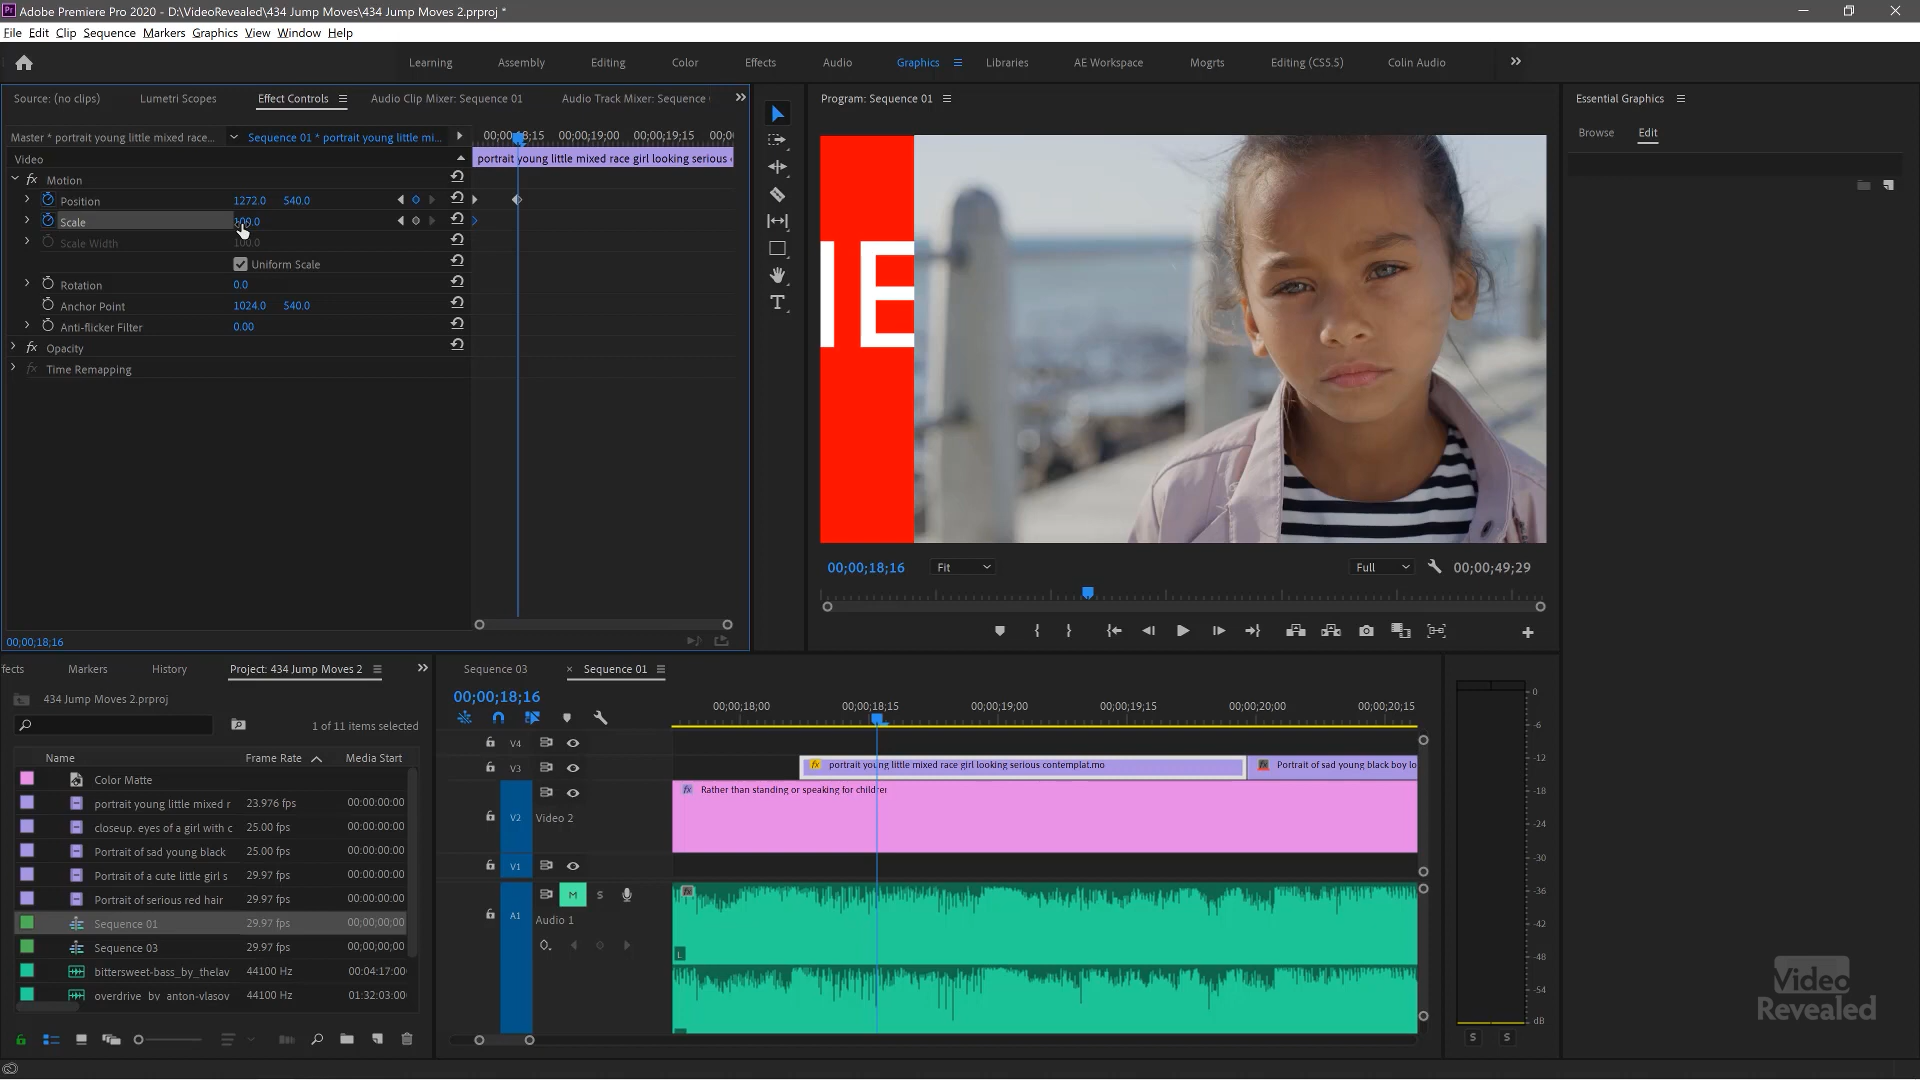 Adobe Premiere Pro 2020 - D:\VideoRevealed\434 Jump Moves\434 Jump Moves 2.prproj *
File Edit Clip Sequence Markers Graphics View Window Help
Learning Assembly Editing Color Effects Audio Graphics Libraries AE Workspace Mogrts Editing (CS5.5) Colin Audio
Source: (no clips) Lumetri Scopes Effect Controls Audio Clip Mixer: Sequence 01 Audio Track Mixer: Sequence
Master * portrait young little mixed race... Sequence 01 * portrait young little mi...
00;00;18;15 00;00;19;00 00;00;19;15 00;0
Video
portrait young little mixed race girl looking serious
fx Motion
Position 1272.0 540.0
Scale 100.0
Scale Width 100.0
Uniform Scale
Rotation 0.0
Anchor Point 1024.0 540.0
Anti-flicker Filter 0.00
fx Opacity
fx Time Remapping
00;00;18;16
Program: Sequence 01
IE
00;00;18;16 Fit Full 00;00;49;29
Essential Graphics
Browse Edit
fects Markers History Project: 434 Jump Moves 2
434 Jump Moves 2.prproj
1 of 11 items selected
Name Frame Rate Media Start
Color Matte
portrait young little mixed r 23.976 fps 00:00:00:00
closeup. eyes of a girl with c 25.00 fps 00:00:00:00
Portrait of sad young black 25.00 fps 00:00:00:00
Portrait of a cute little girl s 29.97 fps 00:00:00:00
Portrait of serious red hair 29.97 fps 00:00:00:00
Sequence 01 29.97 fps 00;00;00;00
Sequence 03 29.97 fps 00;00;00;00
bittersweet-bass_by_thelav 44100 Hz 00:04:17:00
overdrive_by_anton-vlasov 44100 Hz 01:32:03:00
Sequence 03 × Sequence 01
00;00;18;16
00;00;18;00 00;00;18;15 00;00;19;00 00;00;19;15 00;00;20;00 00;00;20;15
V4
V3
fx portrait young little mixed race girl looking serious contemplat.mo
fx Portrait of sad young black boy lo
fx Rather than standing or speaking for children
V2 Video 2
V1
M S
A1 Audio 1
fx
L
0
-6
-12
-18
-24
-30
-36
-42
-48
-54
dB
S S
Video
Revealed